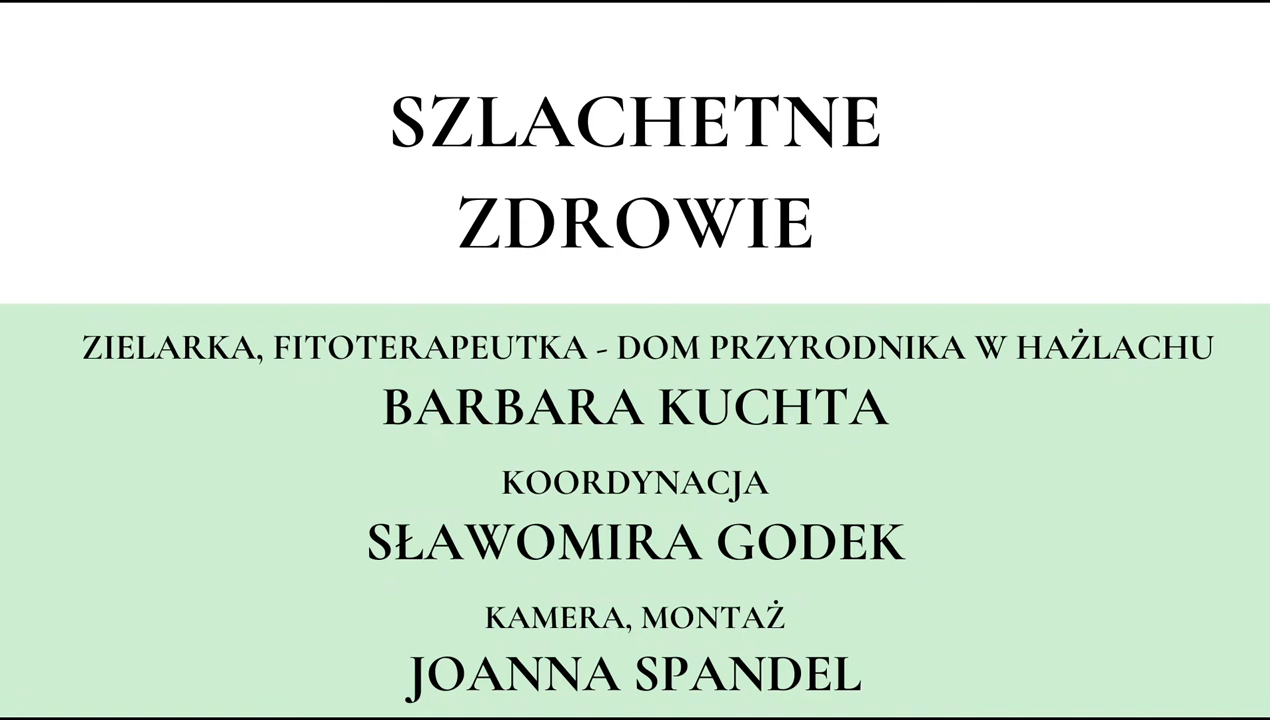 SZLACHETNE
ZDROWIE
ZIELARKA, FITOTERAPEUTKA - DOM PRZYRODNIKA W HAŻLACHU
BARBARA KUCHTA
KOORDYNACJA
SŁAWOMIRA GODEK
KAMERA, MONTAŻ
JOANNA SPANDEL